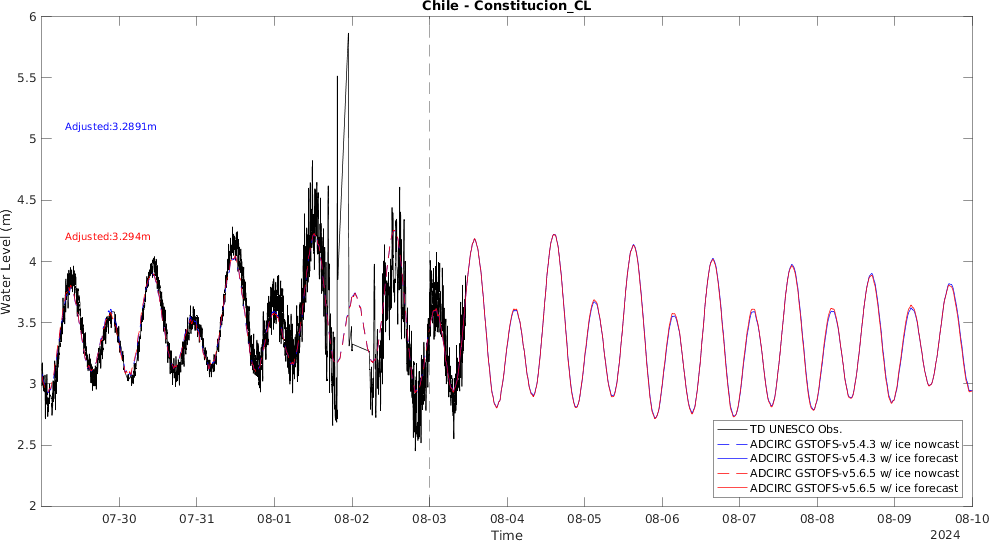 Chile - Constitucion_CL
6
5.5
5
4.5
4
3.5
3
2.5
2
Water Level (m)
Adjusted:3.2891m
Adjusted:3.294m
TD UNESCO Obs.
ADCIRC GSTOFS-v5.4.3 w/ ice nowcast
ADCIRC GSTOFS-v5.4.3 w/ ice forecast
ADCIRC GSTOFS-v5.6.5 w/ ice nowcast
ADCIRC GSTOFS-v5.6.5 w/ ice forecast
07-30 07-31 08-01 08-02 08-03 08-04 08-05 08-06 08-07 08-08 08-09 08-10
Time
2024